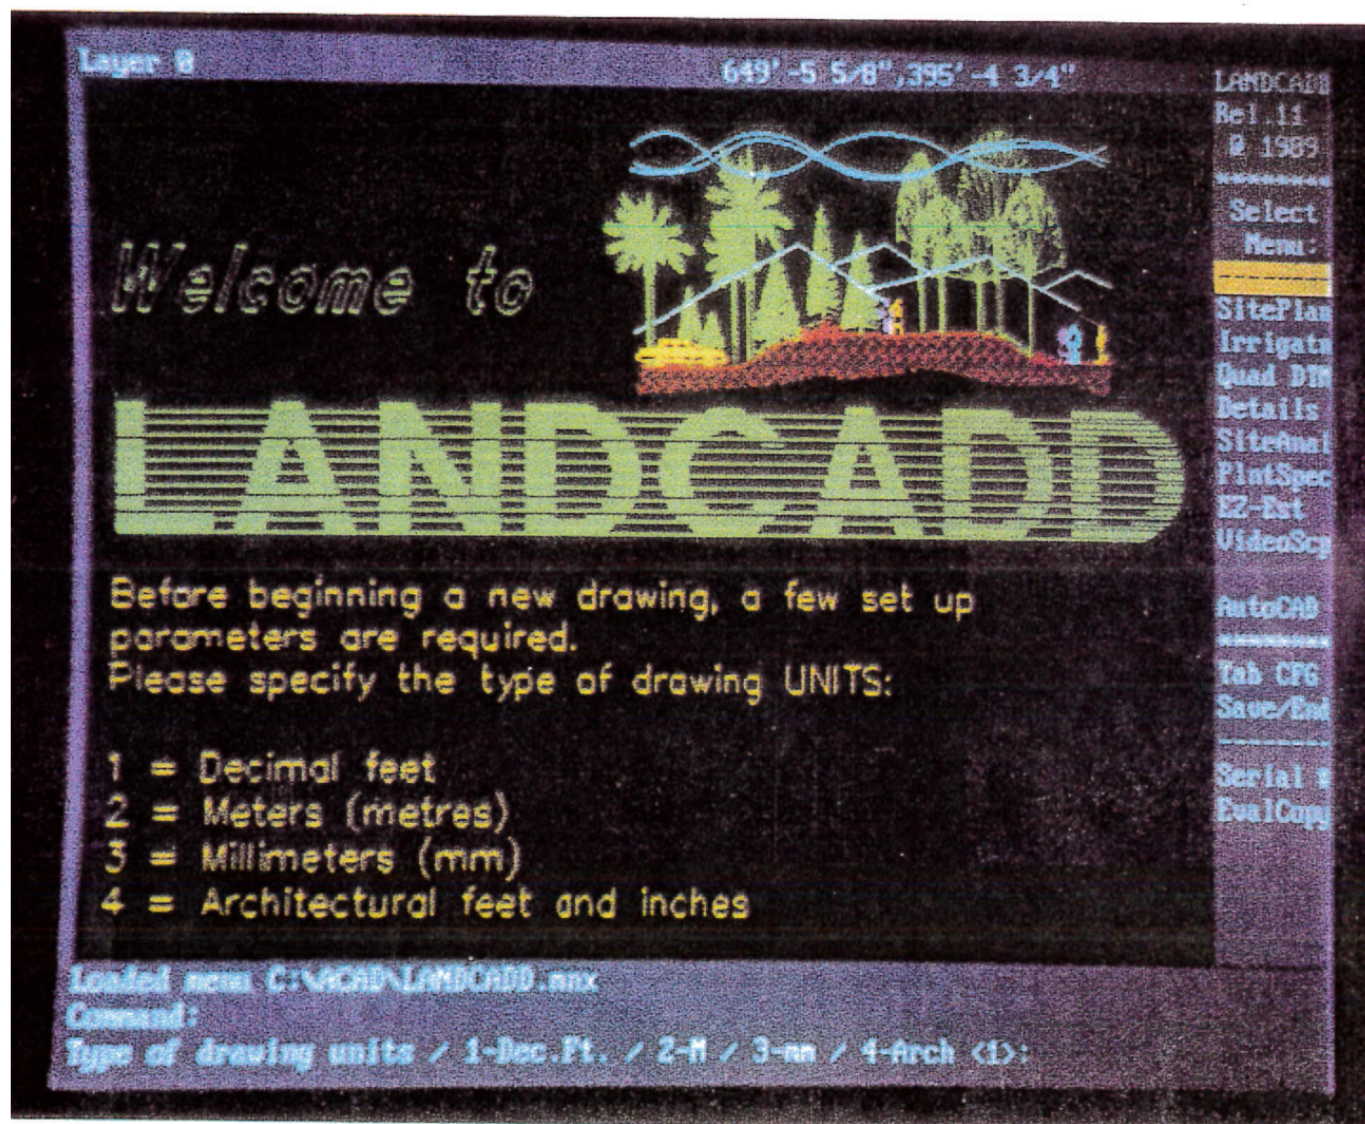 Layer 0
649'-5 5/8",395'-4 3/4"
LANDCADD
Rel.11
@ 1989
**********
Select
Menu:
SitePlan
Irrigatn
Quad DTM
Details
SiteAnal
PlntSpec
EZ-Est
VideoScp
AutoCAD
Tab CFG
Save/End
Serial #
EvalCopy
Welcome to
LANDCADD
Before beginning a new drawing, a few set up
parameters are required.
Please specify the type of drawing UNITS:
1 = Decimal feet
2 = Meters (metres)
3 = Millimeters (mm)
4 = Architectural feet and inches
Loaded menu C:\ACAD\LANDCADD.mnx
Command:
Type of drawing units / 1-Dec.Ft. / 2-M / 3-mm / 4-Arch <1>: